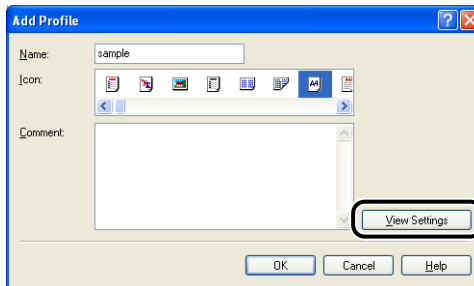 Add Profile
Name:
sample
Icon:
A4
Comment:
View Settings
OK
Cancel
Help